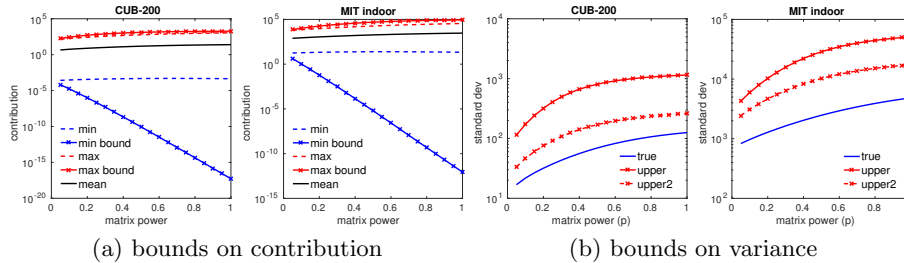 CUB-200
10^5
10^0
10^-5
10^-10
10^-15
10^-20
contribution
min
min bound
max
max bound
mean
0 0.2 0.4 0.6 0.8 1
matrix power
MIT indoor
10^5
10^0
10^-5
10^-10
10^-15
contribution
min
min bound
max
max bound
mean
0 0.2 0.4 0.6 0.8 1
matrix power
(a) bounds on contribution
CUB-200
10^4
10^3
10^2
10^1
standard dev
true
upper
upper2
0 0.2 0.4 0.6 0.8 1
matrix power (p)
MIT indoor
10^5
10^4
10^3
10^2
standard dev
true
upper
upper2
0 0.2 0.4 0.6 0.8 1
matrix power (p)
(b) bounds on variance